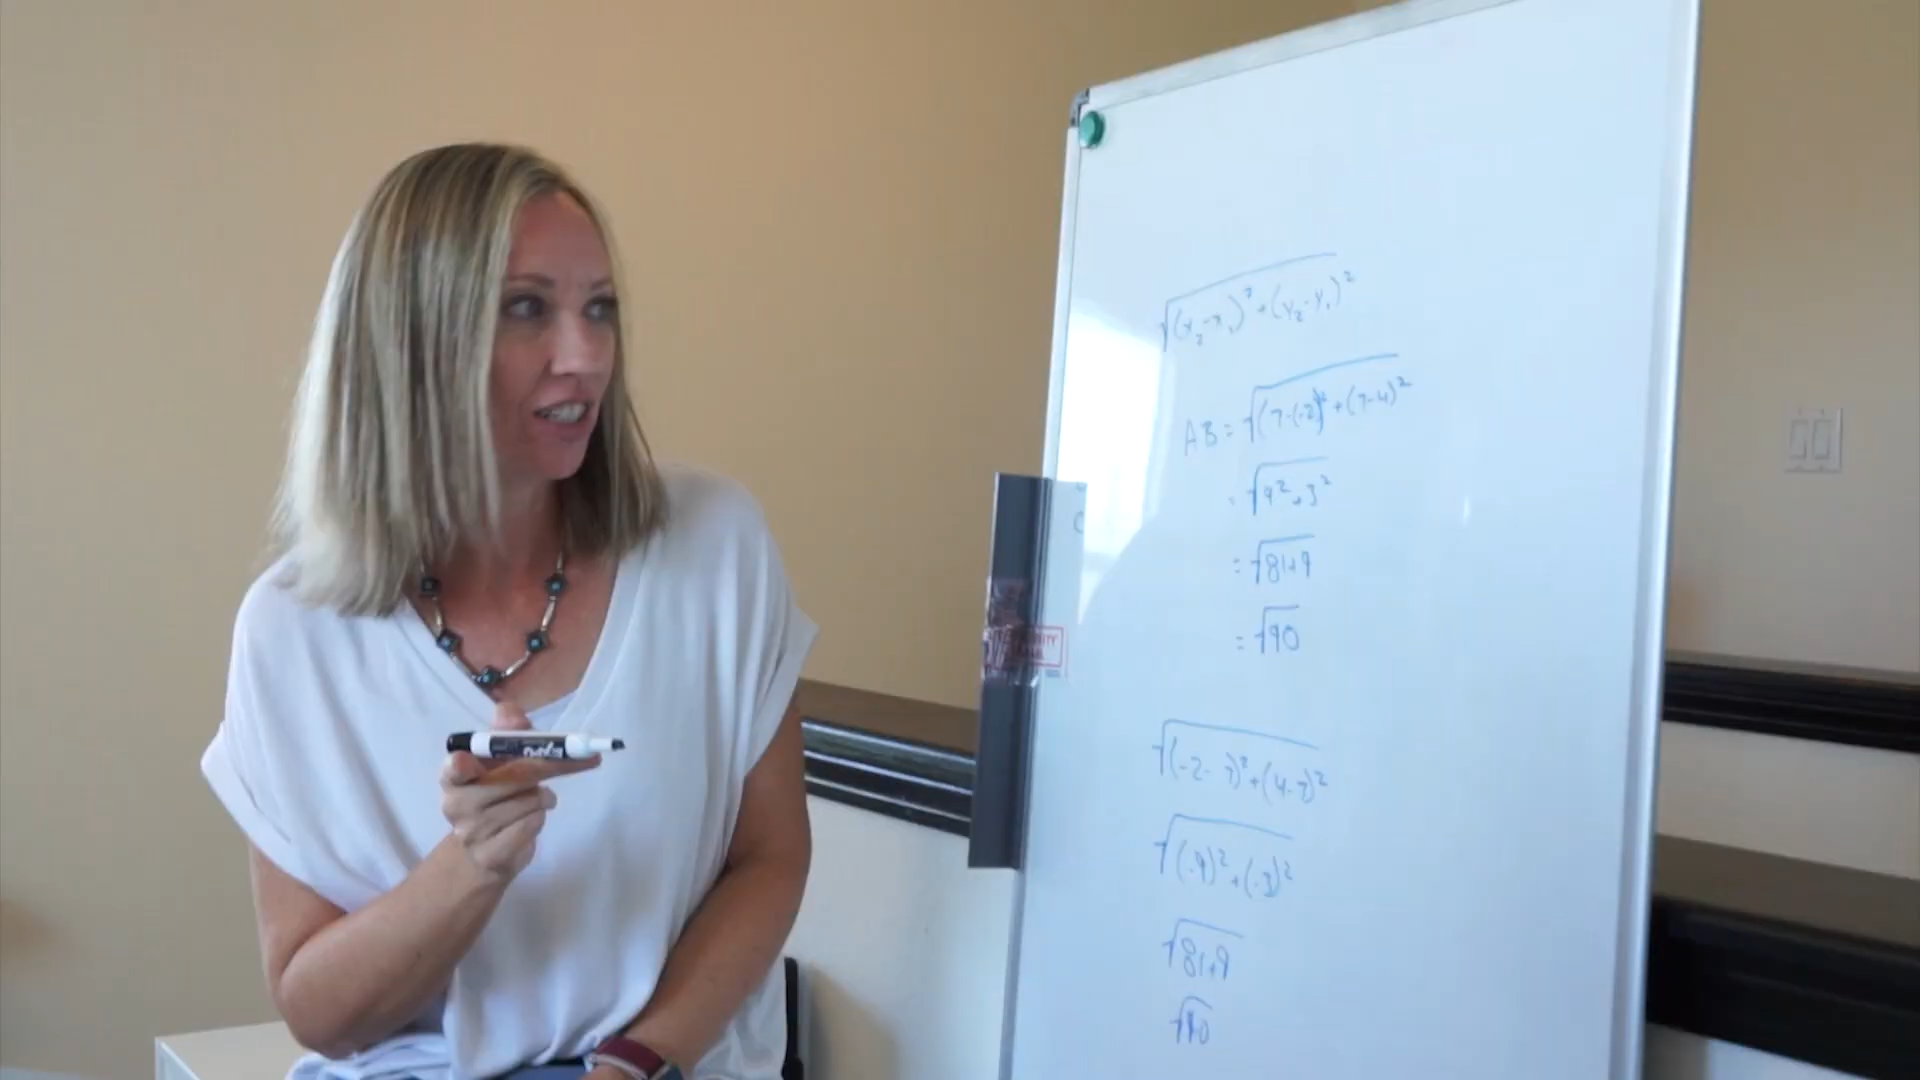 √(x₂-x₁)²+(y₂-y₁)²
AB=√(7-(-2))²+(7-4)²
=√9²+3²
=√81+9
=√90
√(-2-7)²+(4-7)²
√(-9)²+(-3)²
√81+9
√90
EXPO